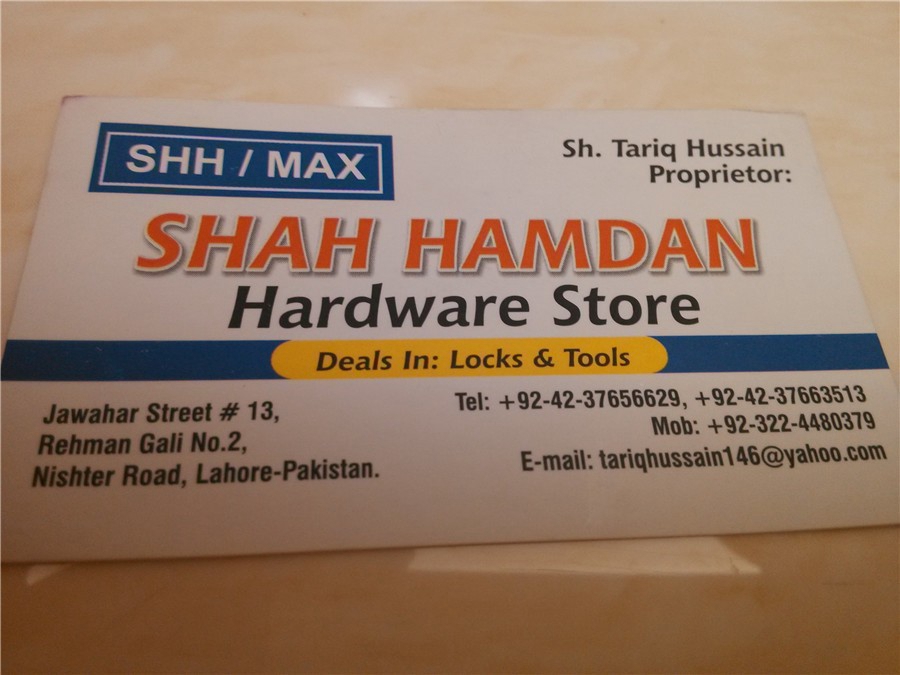 SHH / MAX
Sh. Tariq Hussain
Proprietor:
SHAH HAMDAN
Hardware Store
Deals In: Locks & Tools
Jawahar Street # 13,
Rehman Gali No.2,
Nishter Road, Lahore-Pakistan.
Tel: +92-42-37656629, +92-42-37663513
Mob: +92-322-4480379
E-mail: tariqhussain146@yahoo.com